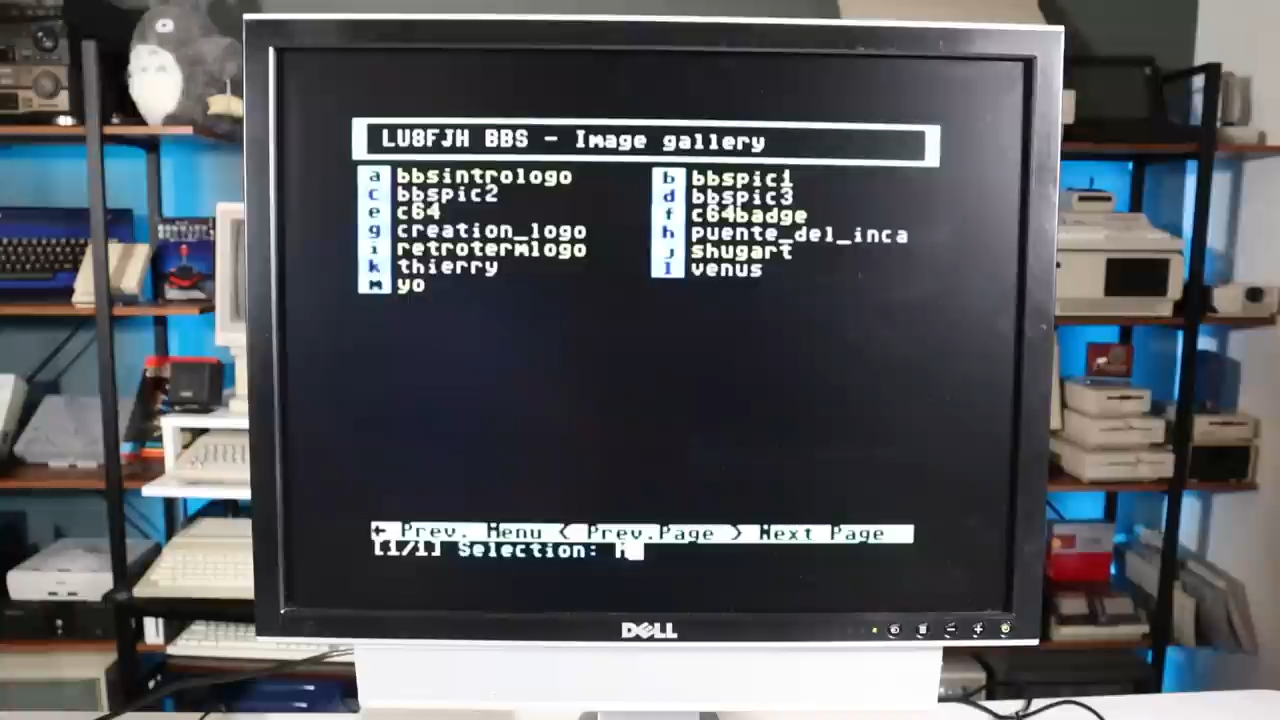 LU8FJH BBS - Image gallery
a bbsintrologo b bbspic1
c bbspic2 d bbspic3
e c64 f c64badge
g creation_logo h puente_del_inca
i retrotermlogo j shugart
k thierry l venus
m yo
← Prev. Menu < Prev.Page > Next Page
[1/1] Selection:
DELL